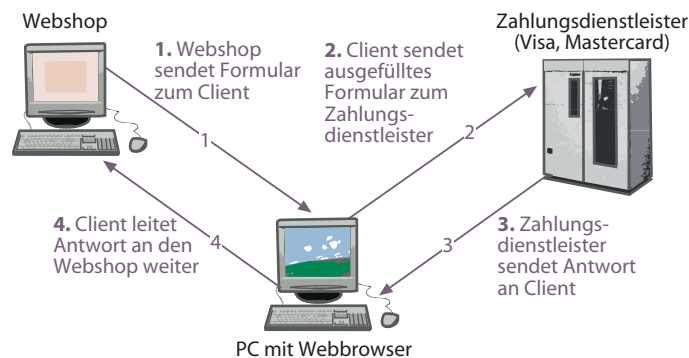 Webshop
Zahlungsdienstleister
(Visa, Mastercard)
1. Webshop
sendet Formular
zum Client
2. Client sendet
ausgefülltes
Formular zum
Zahlungs-
dienstleister
1
2
4. Client leitet
Antwort an den
Webshop weiter
4
3
3. Zahlungs-
dienstleister
sendet Antwort
an Client
PC mit Webbrowser